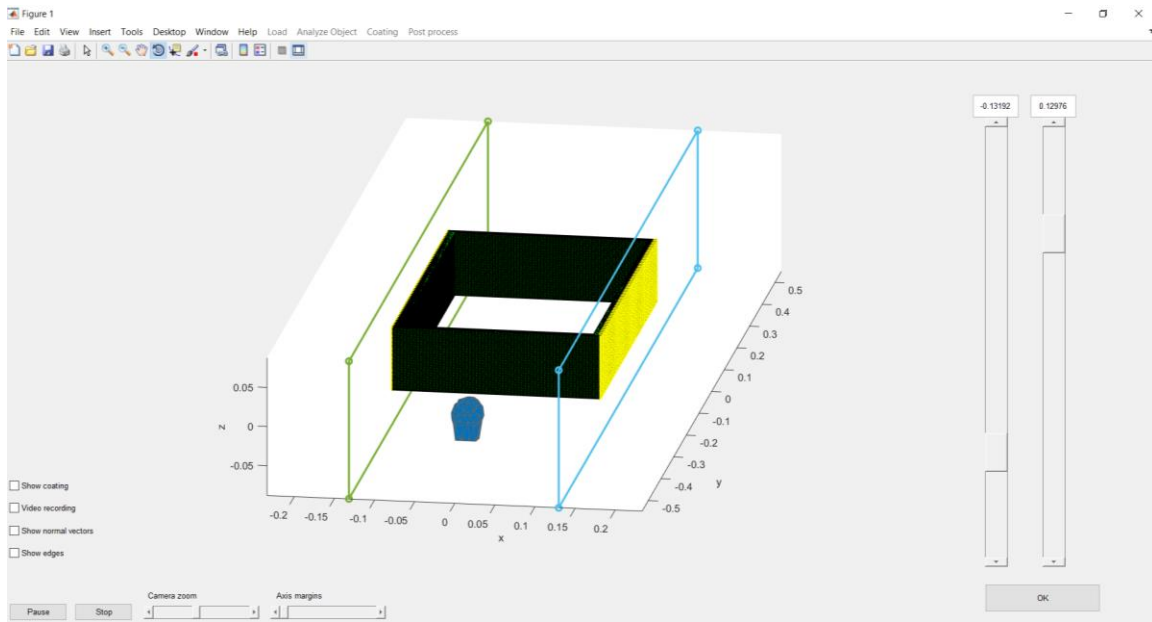 Figure 1
File Edit View Insert Tools Desktop Window Help Load Analyze Object Coating Post process
-0.13192 0.12976
0.5
0.4
0.3
0.2
0.1
0
-0.1
-0.2
-0.3
-0.4
-0.5
y
0.05
0
-0.05
z
-0.2 -0.15 -0.1 -0.05 0 0.05 0.1 0.15 0.2
x
Show coating
Video recording
Show normal vectors
Show edges
Camera zoom Axis margins
Pause Stop
OK